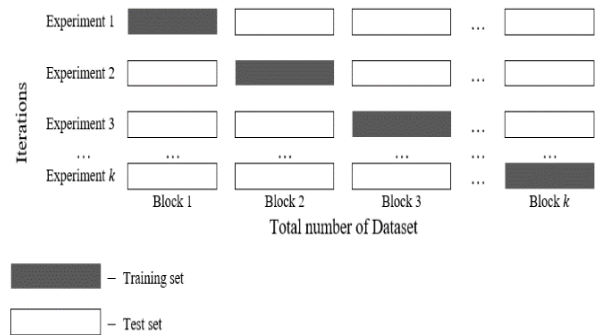 Experiment 1
...
Experiment 2
...
Experiment 3
...
... ... ... ... ... ...
Experiment k
...
Block 1 Block 2 Block 3 Block k
Iterations
Total number of Dataset
– Training set
– Test set